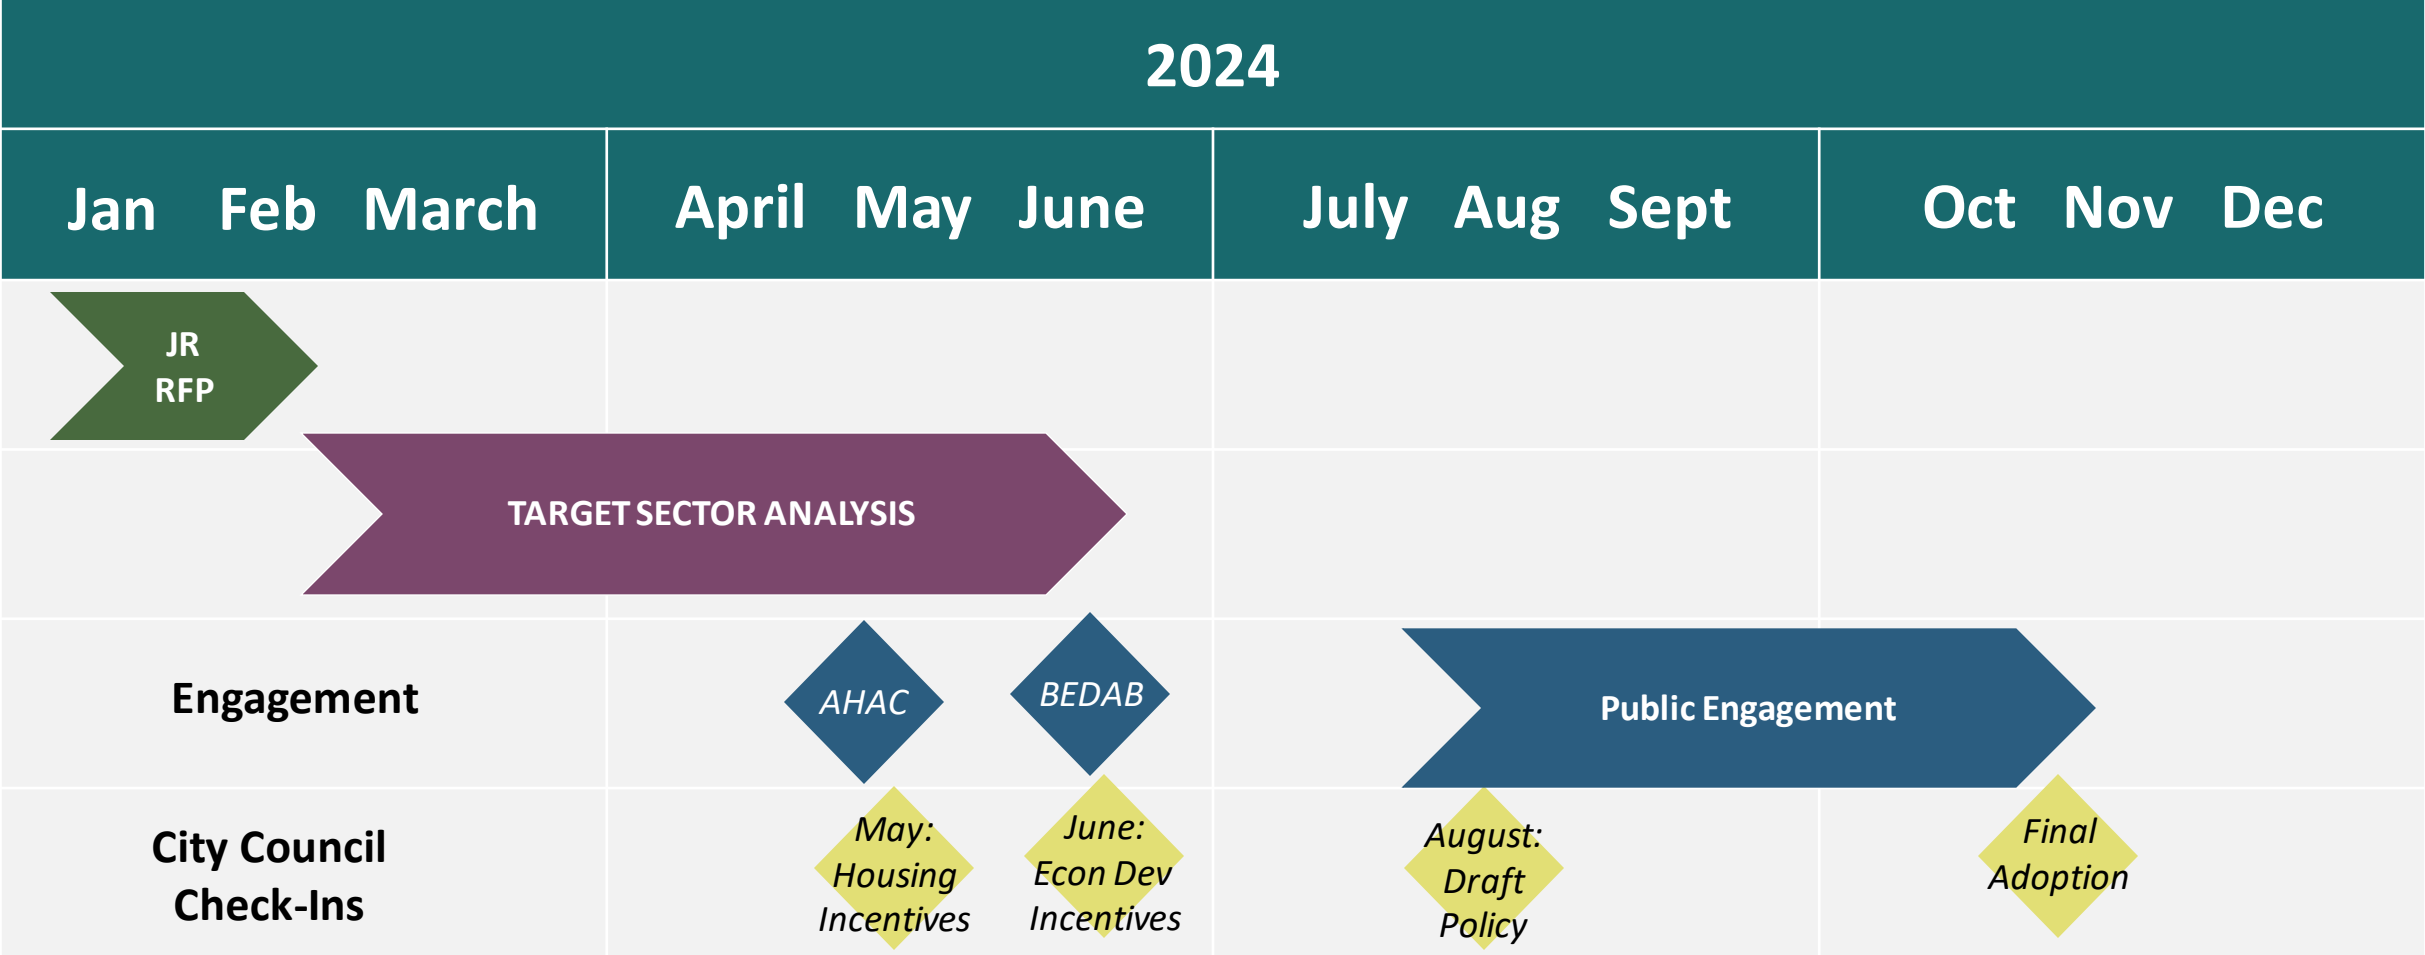 2024
Jan Feb March
April May June
July Aug Sept
Oct Nov Dec
JR
RFP
TARGET SECTOR ANALYSIS
Engagement
AHAC
BEDAB
Public Engagement
City Council
Check-Ins
May:
Housing
Incentives
June:
Econ Dev
Incentives
August:
Draft
Policy
Final
Adoption